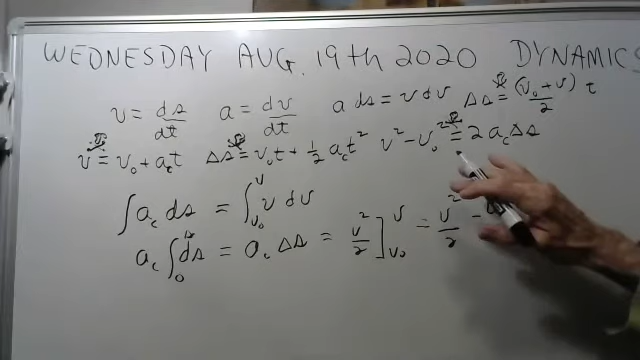 WEDNESDAY AUG. 19th 2020 DYNAMICS
v = ds/dt a = dv/dt a ds = v dv Δs = (v₀ + v)/2 t
v = v₀ + a_c t Δs = v₀t + 1/2 a_c t² v² - v₀² = 2 a_c Δs
∫ a_c ds = ∫_{v₀}^{v} v dv
a_c ∫₀ ds = a_c Δs = v²/2 ]_{v₀}^{v} = v²/2 -